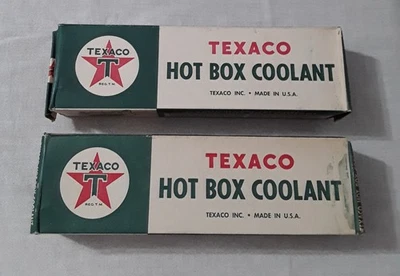 TEXACO
T
REG. T.M.
TEXACO
HOT BOX COOLANT
TEXACO INC. • MADE IN U.S.A.
TEXACO
T
REG. T.M.
TEXACO
HOT BOX COOLANT
TEXACO INC. • MADE IN U.S.A.